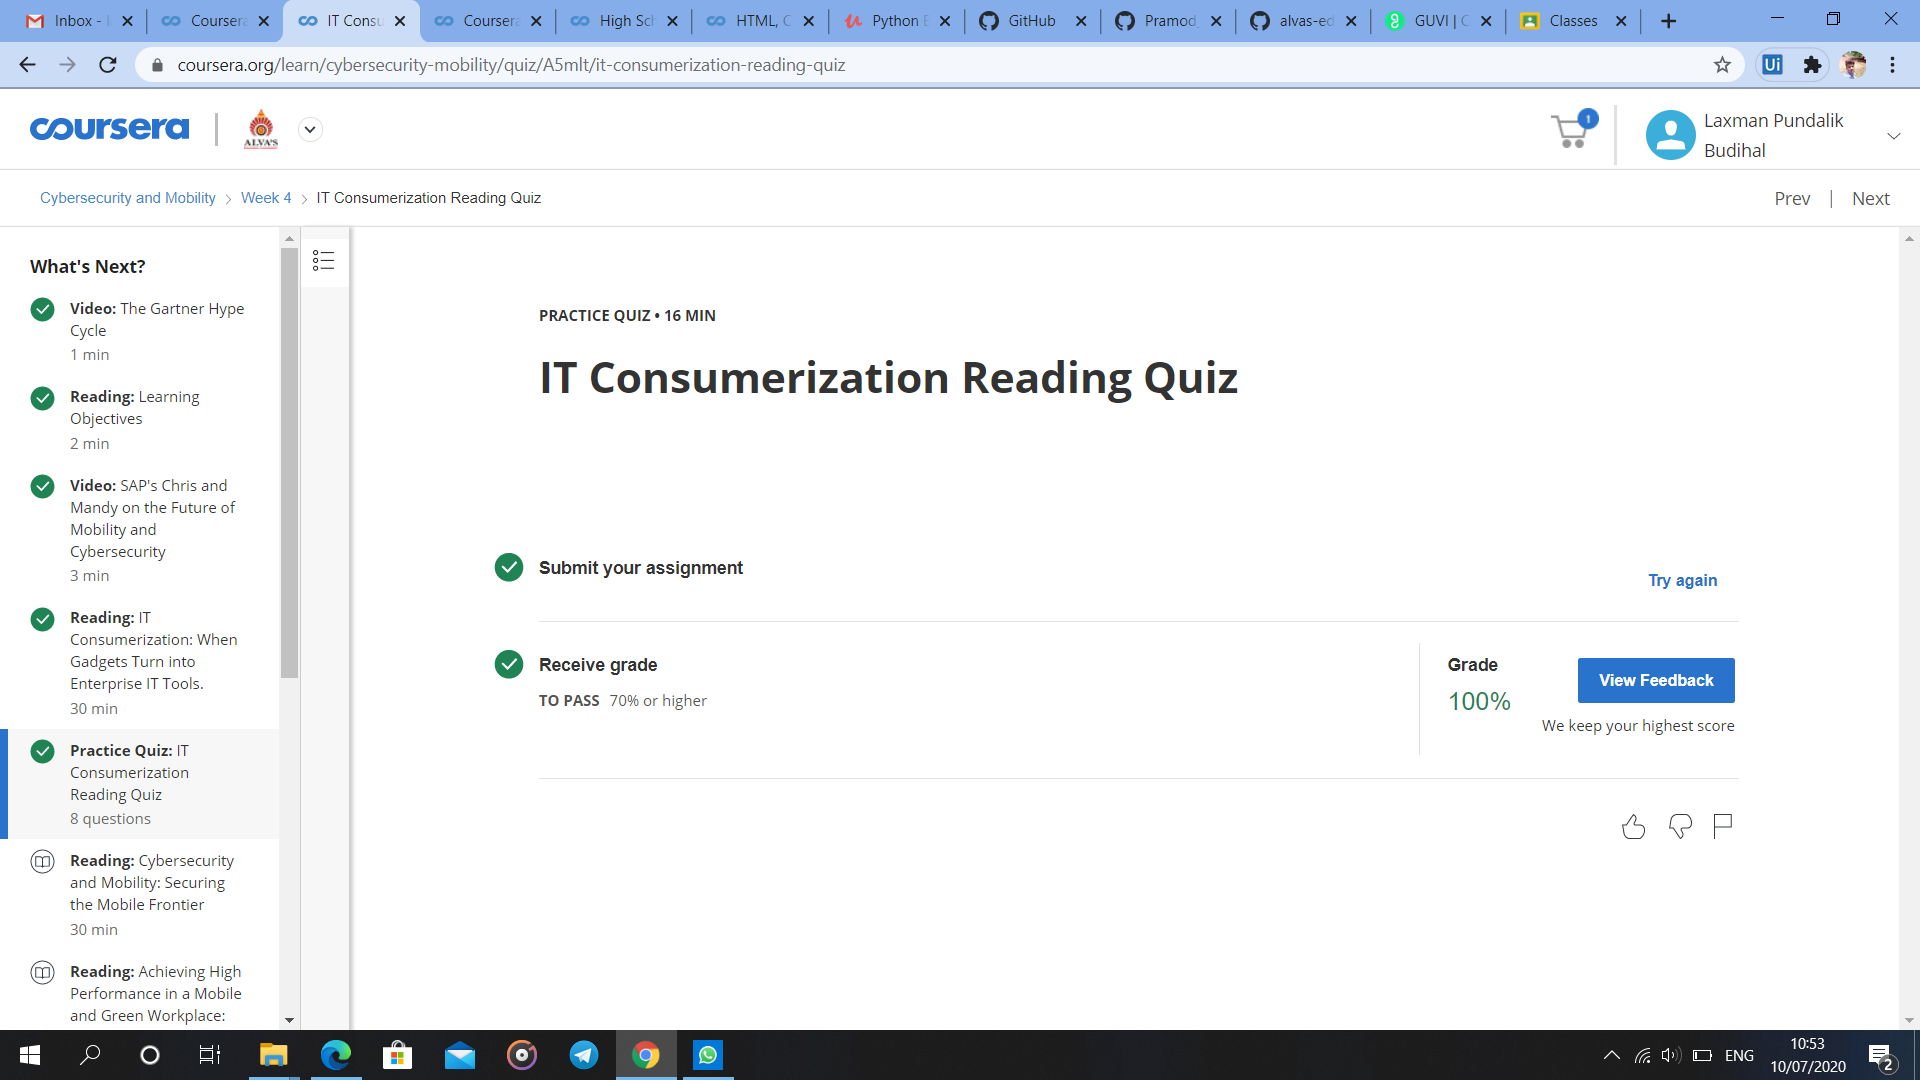 Inbox -
Coursera
IT Consu
Coursera
High Sch
HTML, C
Python E
GitHub
Pramod
alvas-ed
GUVI | C
Classes
coursera.org/learn/cybersecurity-mobility/quiz/A5mlt/it-consumerization-reading-quiz
Ui
coursera
ALVA'S
1
Laxman Pundalik
Budihal
Cybersecurity and Mobility > Week 4 > IT Consumerization Reading Quiz
Prev | Next
What's Next?
Video: The Gartner Hype
Cycle
1 min
Reading: Learning
Objectives
2 min
Video: SAP's Chris and
Mandy on the Future of
Mobility and
Cybersecurity
3 min
Reading: IT
Consumerization: When
Gadgets Turn into
Enterprise IT Tools.
30 min
Practice Quiz: IT
Consumerization
Reading Quiz
8 questions
Reading: Cybersecurity
and Mobility: Securing
the Mobile Frontier
30 min
Reading: Achieving High
Performance in a Mobile
and Green Workplace:
PRACTICE QUIZ • 16 MIN
IT Consumerization Reading Quiz
Submit your assignment
Try again
Receive grade
TO PASS 70% or higher
Grade
100%
View Feedback
We keep your highest score
ENG
10:53
10/07/2020
2